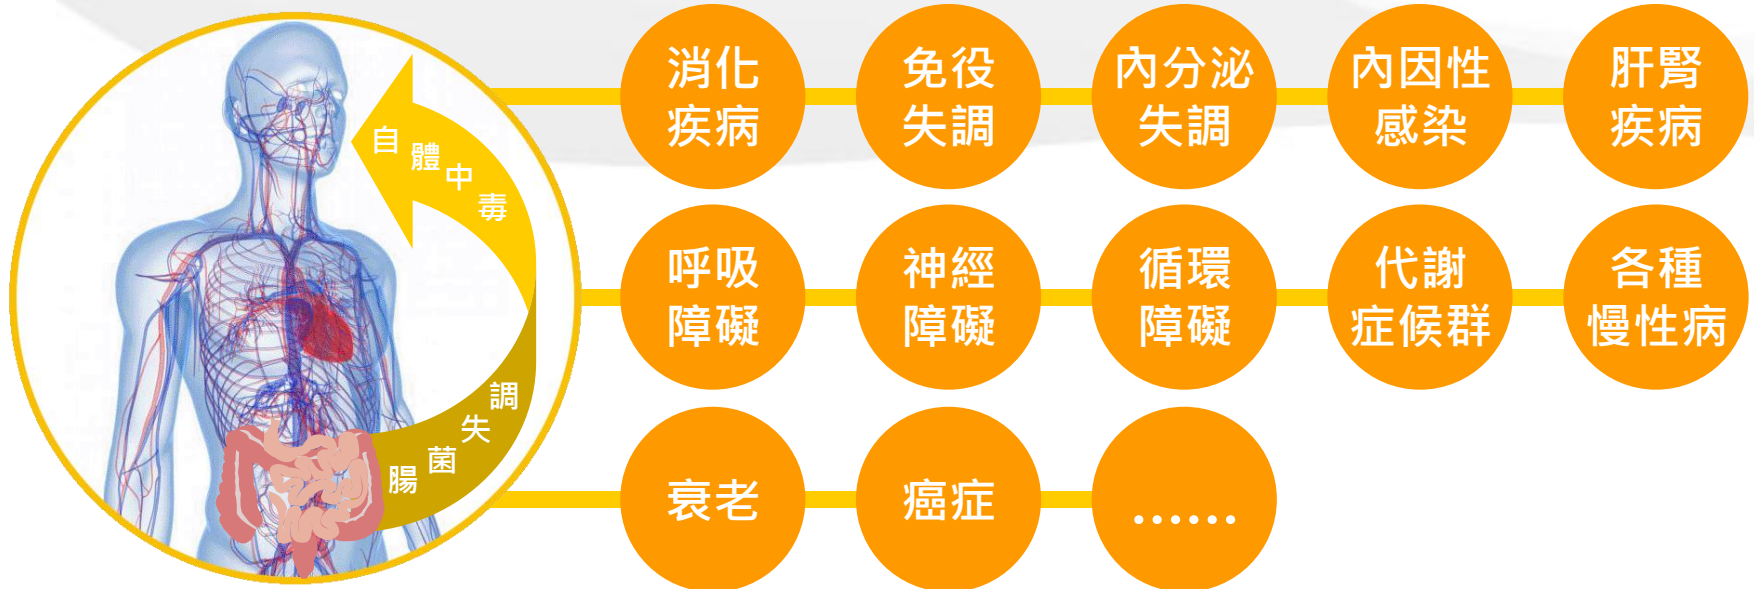 自體中毒
腸菌失調
消化
疾病
免役
失調
內分泌
失調
內因性
感染
肝腎
疾病
呼吸
障礙
神經
障礙
循環
障礙
代謝
症候群
各種
慢性病
衰老
癌症
······